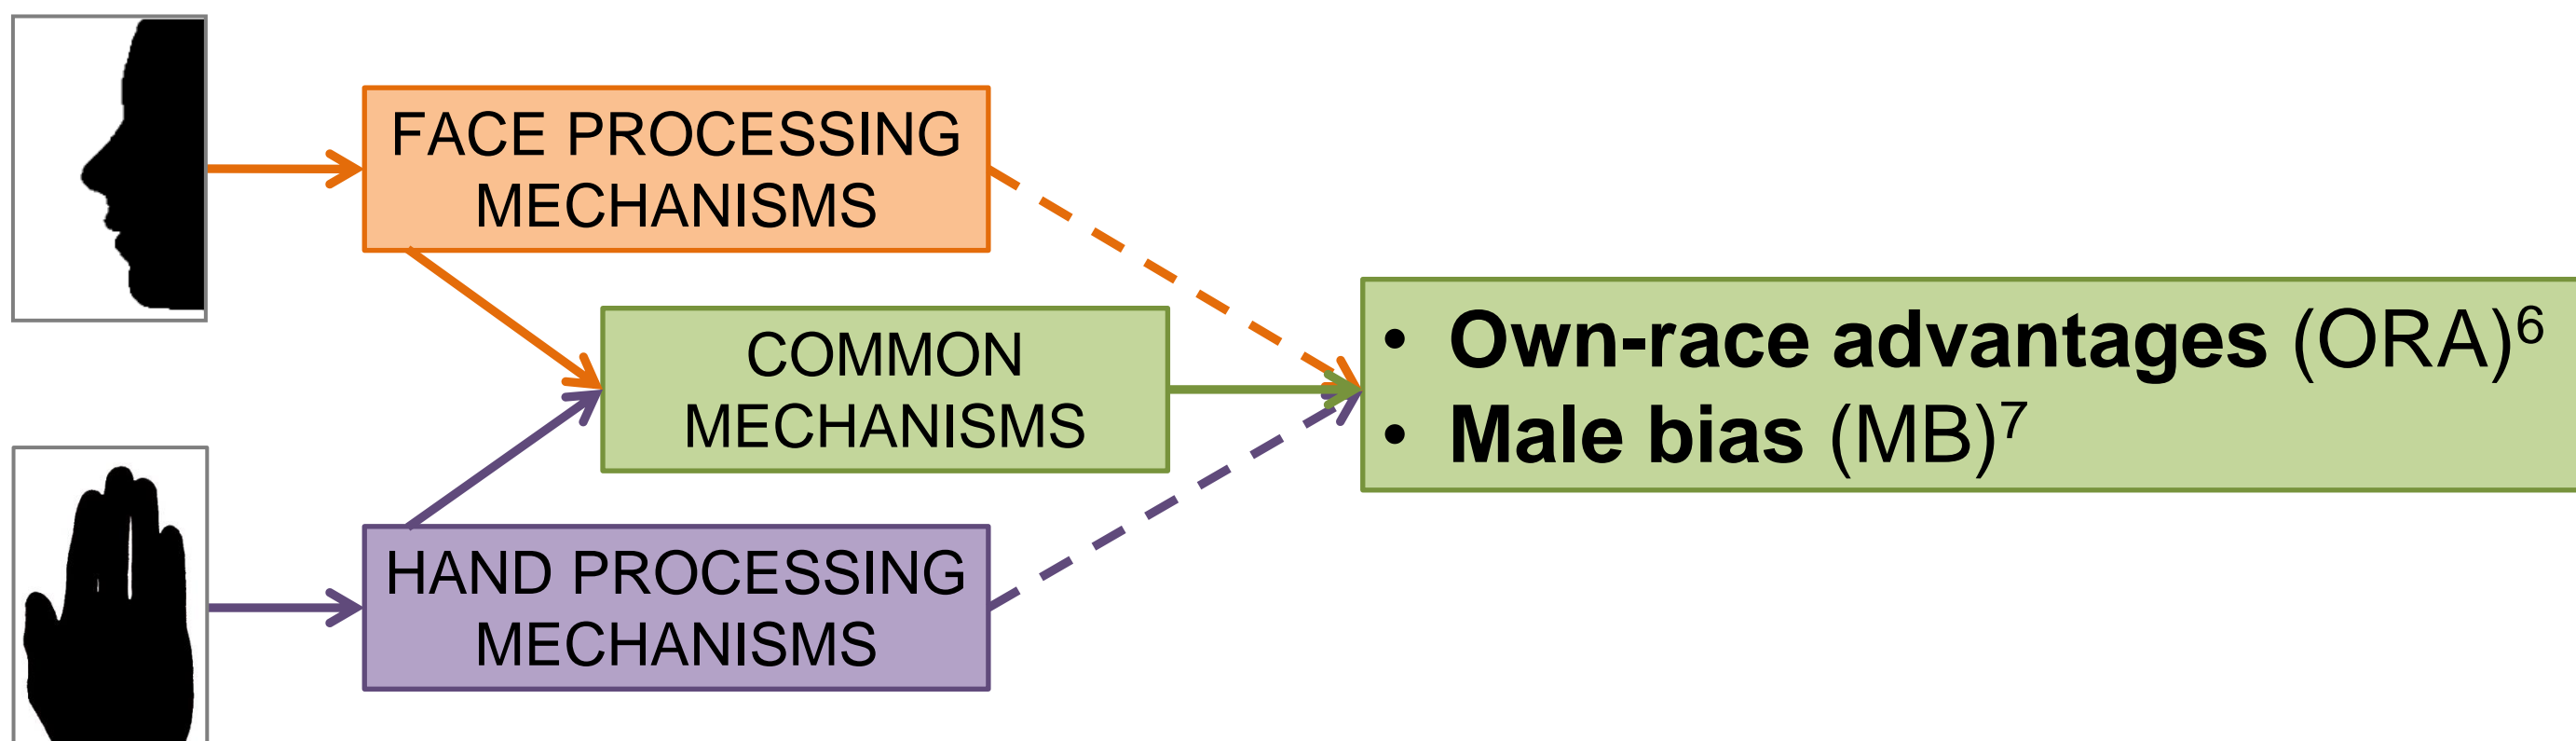 FACE PROCESSING
MECHANISMS
COMMON
MECHANISMS
• Own-race advantages (ORA)⁶
• Male bias (MB)⁷
HAND PROCESSING
MECHANISMS